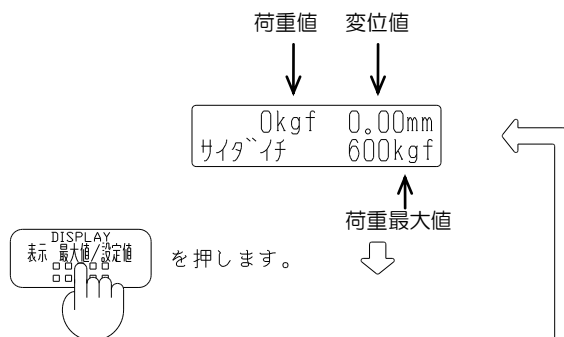 荷重値 変位値
0kgf 0.00mm
サイダ゛イチ 600kgf
荷重最大値
DISPLAY
表示 最大値/設定値
を押します。